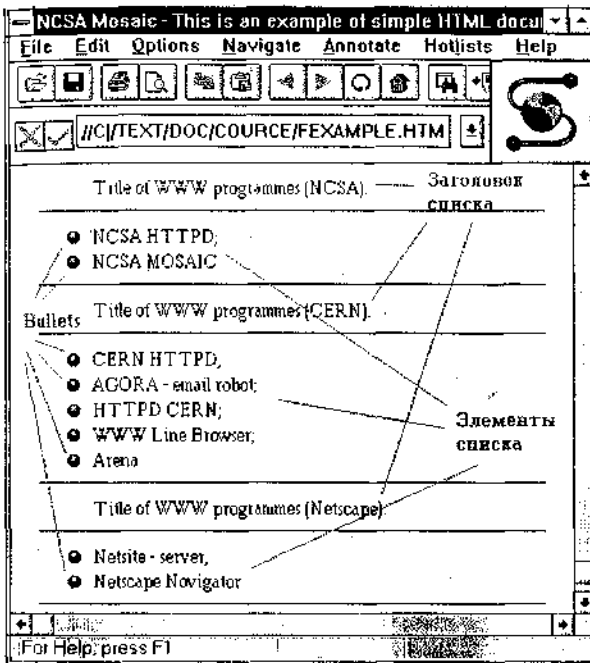 NCSA Mosaic - This is an example of simple HTML docu
File Edit Options Navigate Annotate Hotlists Help
//C|/TEXT/DOC/COURCE/FEXAMPLE.HTM
Title of WWW programmes (NCSA).
Заголовок
списка
NCSA HTTPD;
NCSA MOSAIC
Title of WWW programmes (CERN).
Bullets
CERN HTTPD,
AGORA - email robot;
HTTPD CERN;
WWW Line Browser;
Arena
Элементы
списка
Title of WWW programmes (Netscape)
Netsite - server,
Netscape Novigator
For Help, press F1